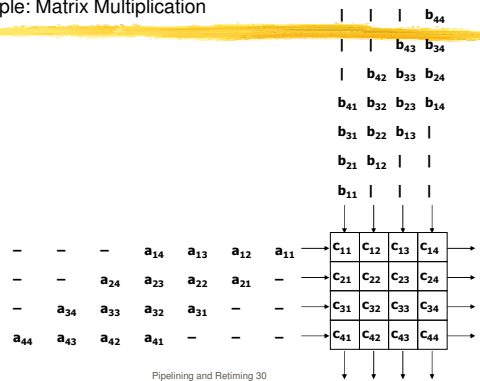 ple: Matrix Multiplication
| | | b44
| | b43 b34
| b42 b33 b24
b41 b32 b23 b14
b31 b22 b13 |
b21 b12 | |
b11 | | |
– – – a14 a13 a12 a11 c11 c12 c13 c14
– – a24 a23 a22 a21 – c21 c22 c23 c24
– a34 a33 a32 a31 – – c31 c32 c33 c34
a44 a43 a42 a41 – – – c41 c42 c43 c44
Pipelining and Retiming 30